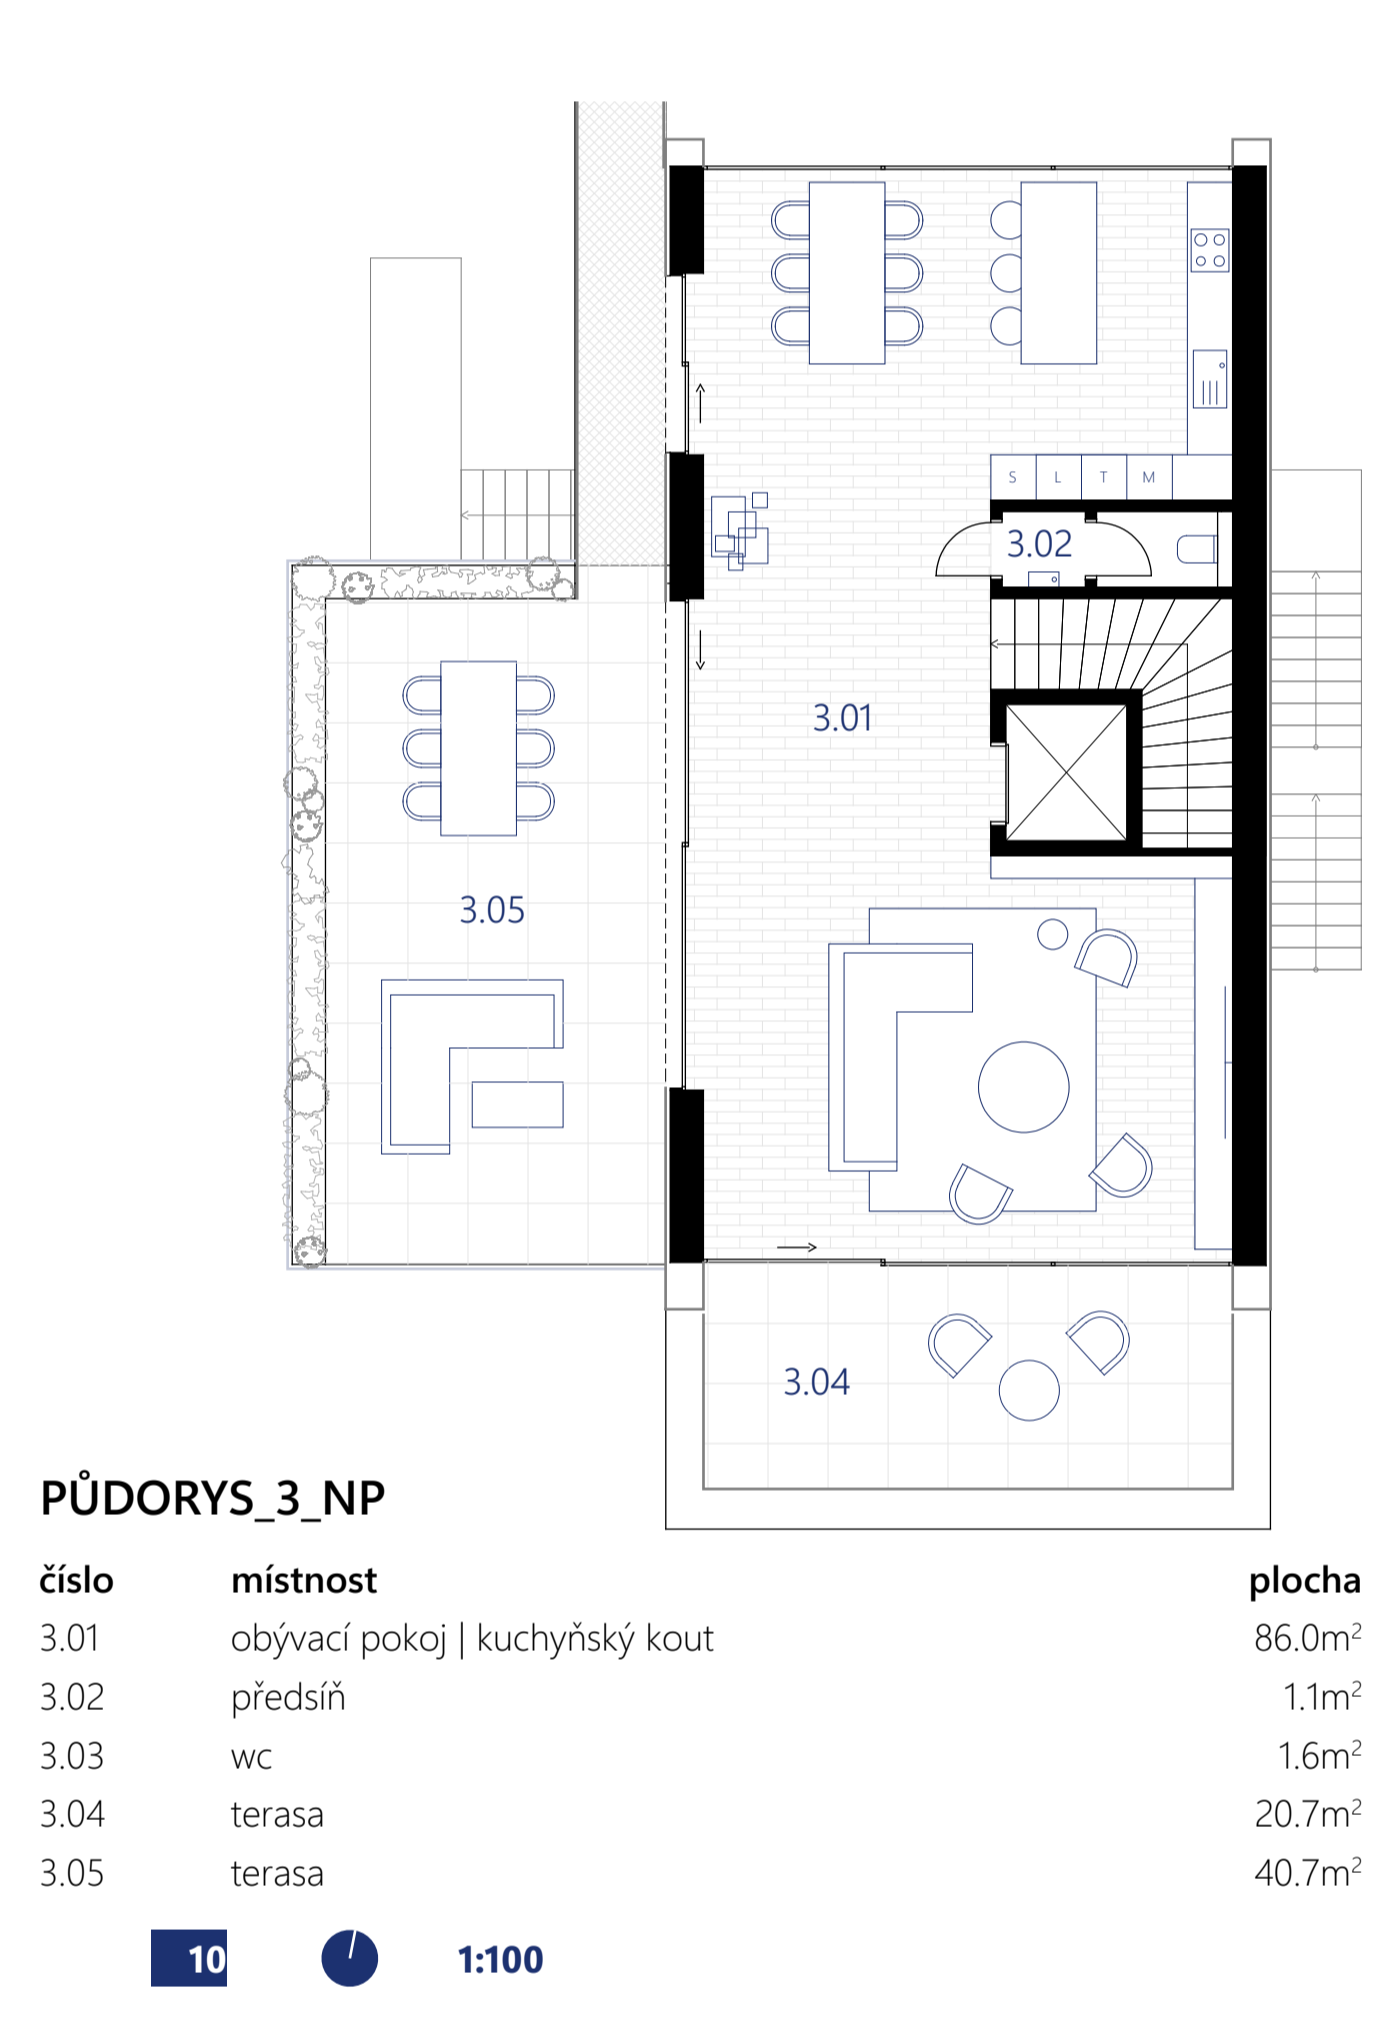 S L T M
3.02
3.01
3.05
3.04
PŮDORYS_3_NP
číslo místnost plocha
3.01 obývací pokoj | kuchyňský kout 86.0m²
3.02 předsíň 1.1m²
3.03 wc 1.6m²
3.04 terasa 20.7m²
3.05 terasa 40.7m²
10 1:100